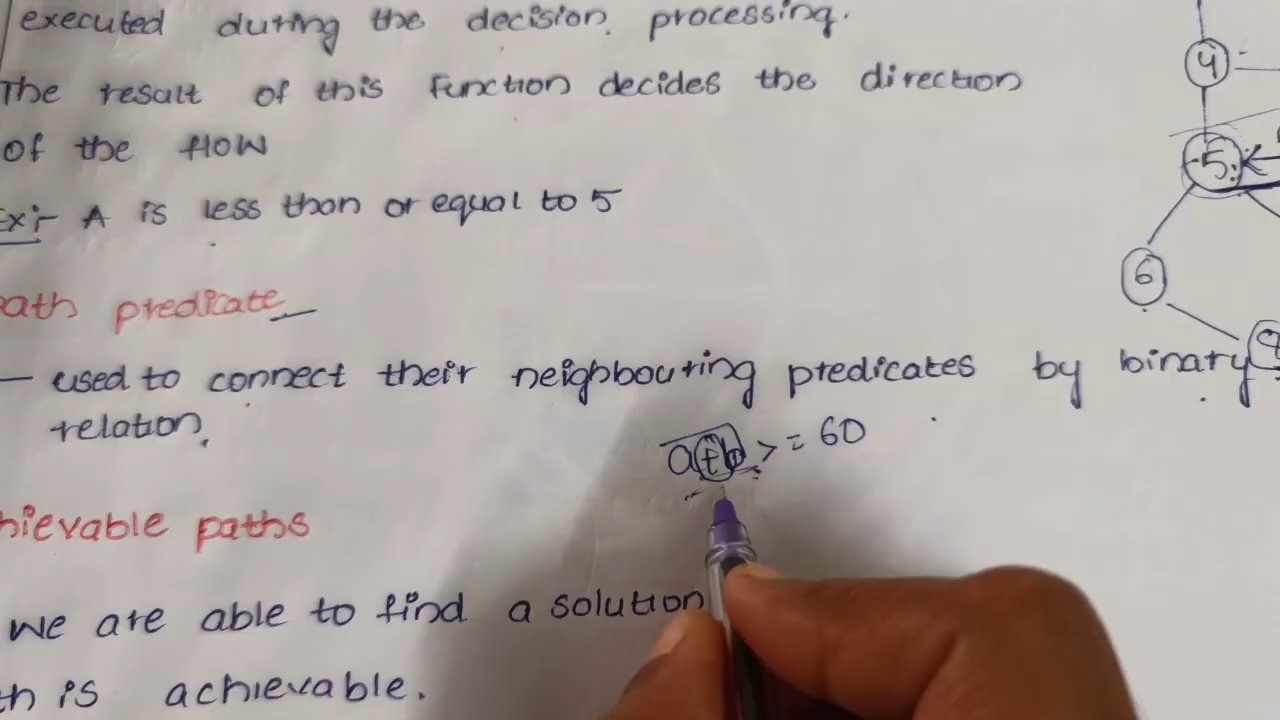 executed during the decision processing.
The result of this Function decides the direction
of the flow
Ex:- A is less than or equal to 5
path predicate
— used to connect their neighbouring predicates by binary
relation.
a+b >= 60
hievable paths
we are able to find a solution
th is achievable.
4
5
6